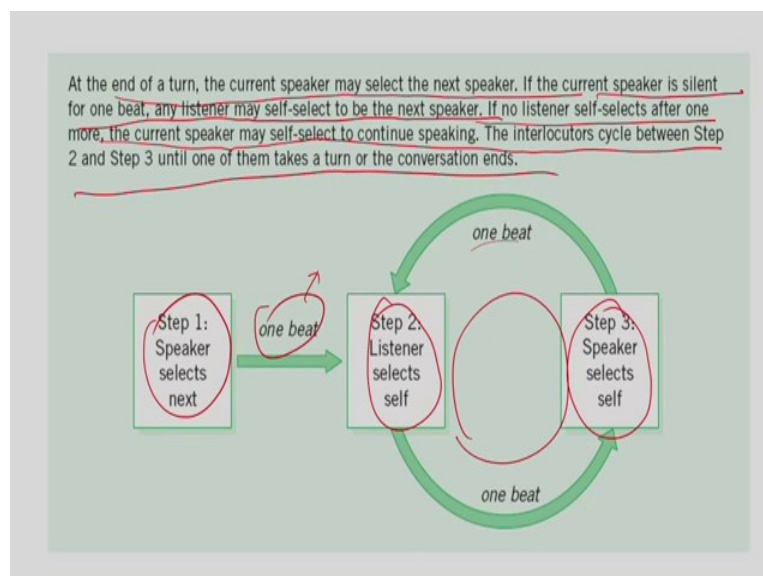 At the end of a turn, the current speaker may select the next speaker. If the current speaker is silent
for one beat, any listener may self-select to be the next speaker. If no listener self-selects after one
more, the current speaker may self-select to continue speaking. The interlocutors cycle between Step
2 and Step 3 until one of them takes a turn or the conversation ends.
one beat
Step 1:
Speaker
selects
next
one beat
Step 2:
Listener
selects
self
Step 3:
Speaker
selects
self
one beat